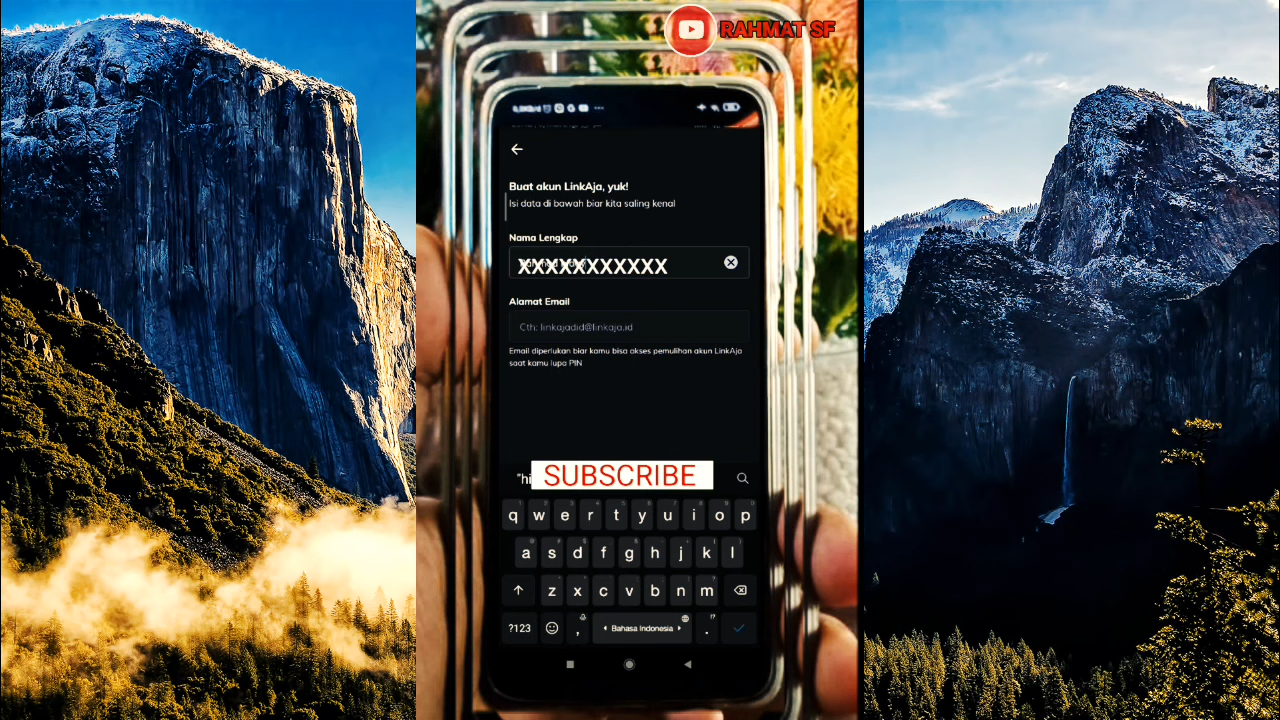 RAHMAT SF
Buat akun LinkAja, yuk!
Isi data di bawah biar kita saling kenal
Nama Lengkap
XXXXXXXXXXX
Alamat Email
Cth: linkajadid@linkaja.id
Email diperlukan biar kamu bisa akses pemulihan akun LinkAja
saat kamu lupa PIN
"hi
SUBSCRIBE
q w e r t y u i o p
a s d f g h j k l
z x c v b n m
?123 , Bahasa Indonesia .